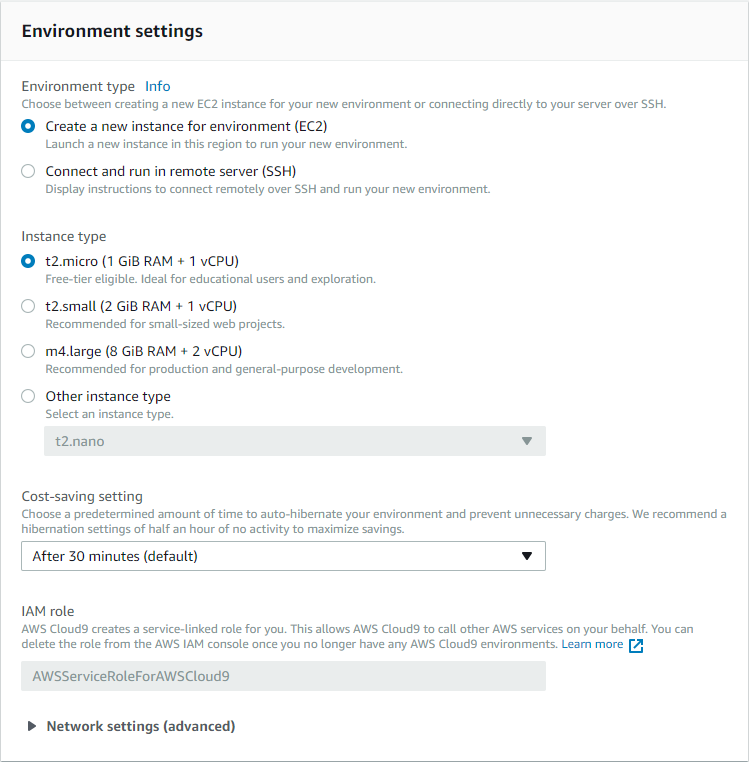 Environment settings
Environment type Info
Choose between creating a new EC2 instance for your new environment or connecting directly to your server over SSH.
Create a new instance for environment (EC2)
Launch a new instance in this region to run your new environment.
Connect and run in remote server (SSH)
Display instructions to connect remotely over SSH and run your new environment.
Instance type
t2.micro (1 GiB RAM + 1 vCPU)
Free-tier eligible. Ideal for educational users and exploration.
t2.small (2 GiB RAM + 1 vCPU)
Recommended for small-sized web projects.
m4.large (8 GiB RAM + 2 vCPU)
Recommended for production and general-purpose development.
Other instance type
Select an instance type.
t2.nano
Cost-saving setting
Choose a predetermined amount of time to auto-hibernate your environment and prevent unnecessary charges. We recommend a
hibernation settings of half an hour of no activity to maximize savings.
After 30 minutes (default)
IAM role
AWS Cloud9 creates a service-linked role for you. This allows AWS Cloud9 to call other AWS services on your behalf. You can
delete the role from the AWS IAM console once you no longer have any AWS Cloud9 environments. Learn more
AWSServiceRoleForAWSCloud9
Network settings (advanced)